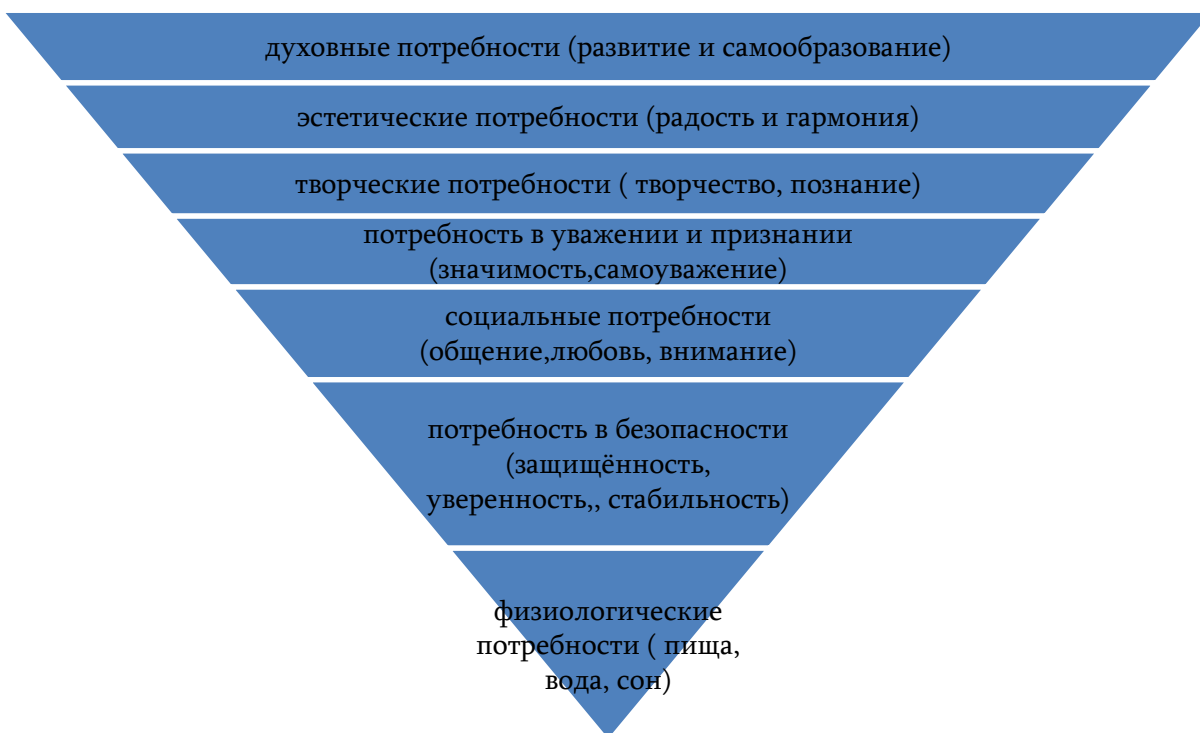 духовные потребности (развитие и самообразование)
эстетические потребности (радость и гармония)
творческие потребности ( творчество, познание)
потребность в уважении и признании
(значимость,самоуважение)
социальные потребности
(общение,любовь, внимание)
потребность в безопасности
(защищённость,
уверенность,, стабильность)
физиологические
потребности ( пища,
вода, сон)